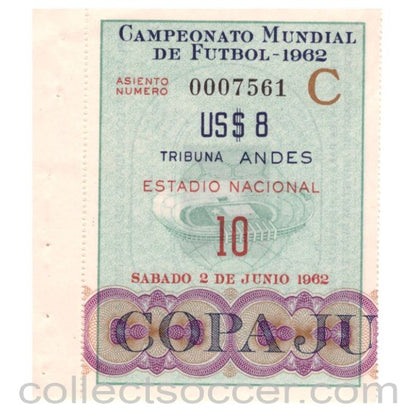 CAMPEONATO MUNDIAL
DE FUTBOL-1962
ASIENTO
NUMERO 0007561 C
US$ 8
TRIBUNA ANDES
ESTADIO NACIONAL
10
SABADO 2 DE JUNIO 1962
COPA JU
collectsoccer.com